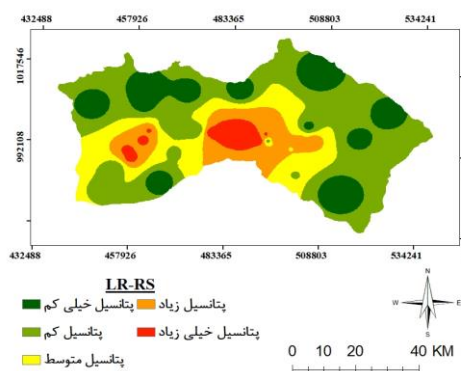 432488 457926 483365 508803 534241
1017546
992108
432488 457926 483365 508803 534241
LR-RS
پتانسیل خیلی کم
پتانسیل زیاد
پتانسیل کم
پتانسیل خیلی زیاد
پتانسیل متوسط
N
W E
S
0 10 20 40 KM